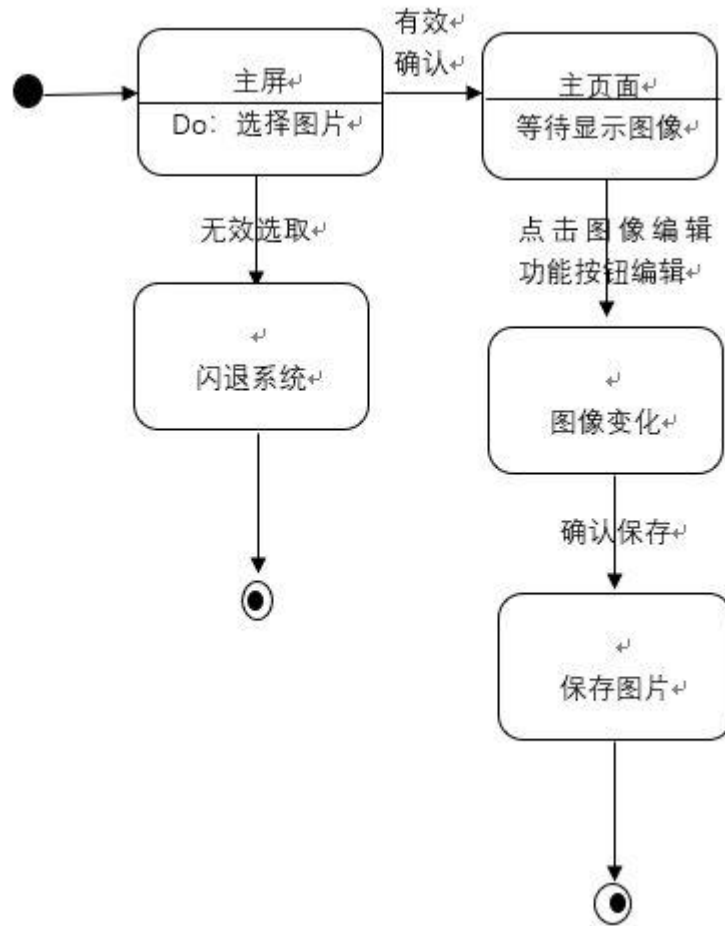 有效
确认
主屏
Do：选择图片
主页面
等待显示图像
无效选取
点击图像编辑
功能按钮编辑
闪退系统
图像变化
确认保存
保存图片